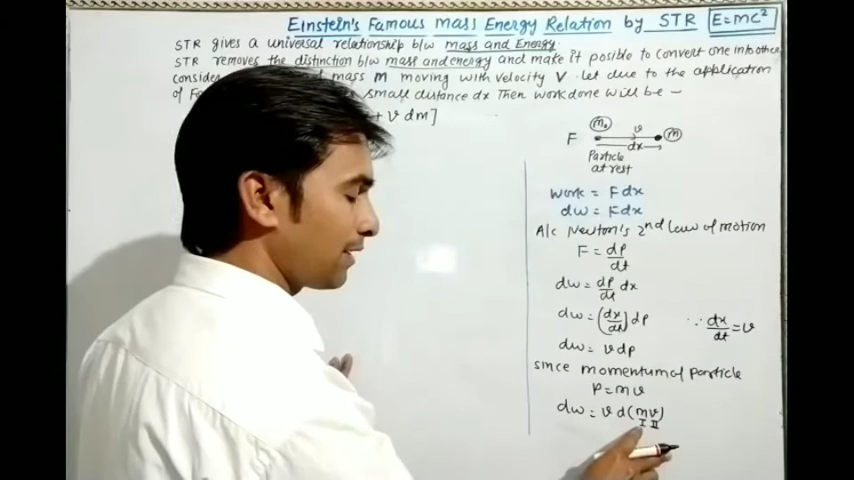 Einstein's Famous mass Energy Relation by STR E=mc²
STR gives a universal relationship b/w mass and Energy
STR removes the distinction b/w mass and energy and make it posible to convert one into other
consider mass m moving with velocity v. let due to the application
of small distance dx Then work done will be –
+ v dm]
m₀ v m
F dx
Particle
at rest
work = Fdx
dw = Fdx
A/c Newton's 2nd law of motion
F = dp/dt
dw = dp/dt dx
dw = (dx/dt) dp ∵ dx/dt = v
dw = v dp
since momentum of particle
P = m v
dw = v d(mv)
I II